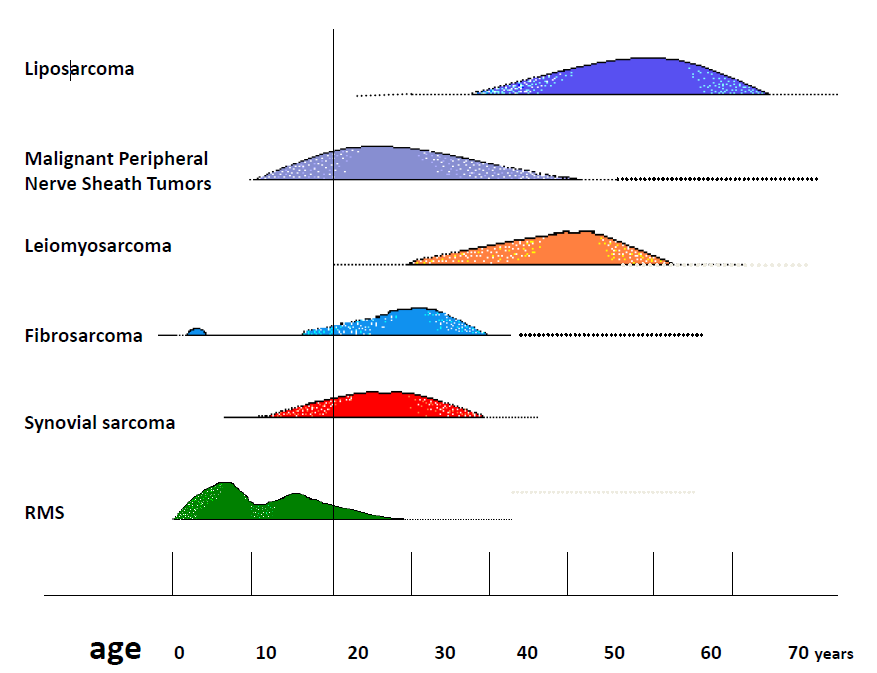 Liposarcoma
Malignant Peripheral
Nerve Sheath Tumors
Leiomyosarcoma
Fibrosarcoma
Synovial sarcoma
RMS
age 0 10 20 30 40 50 60 70 years